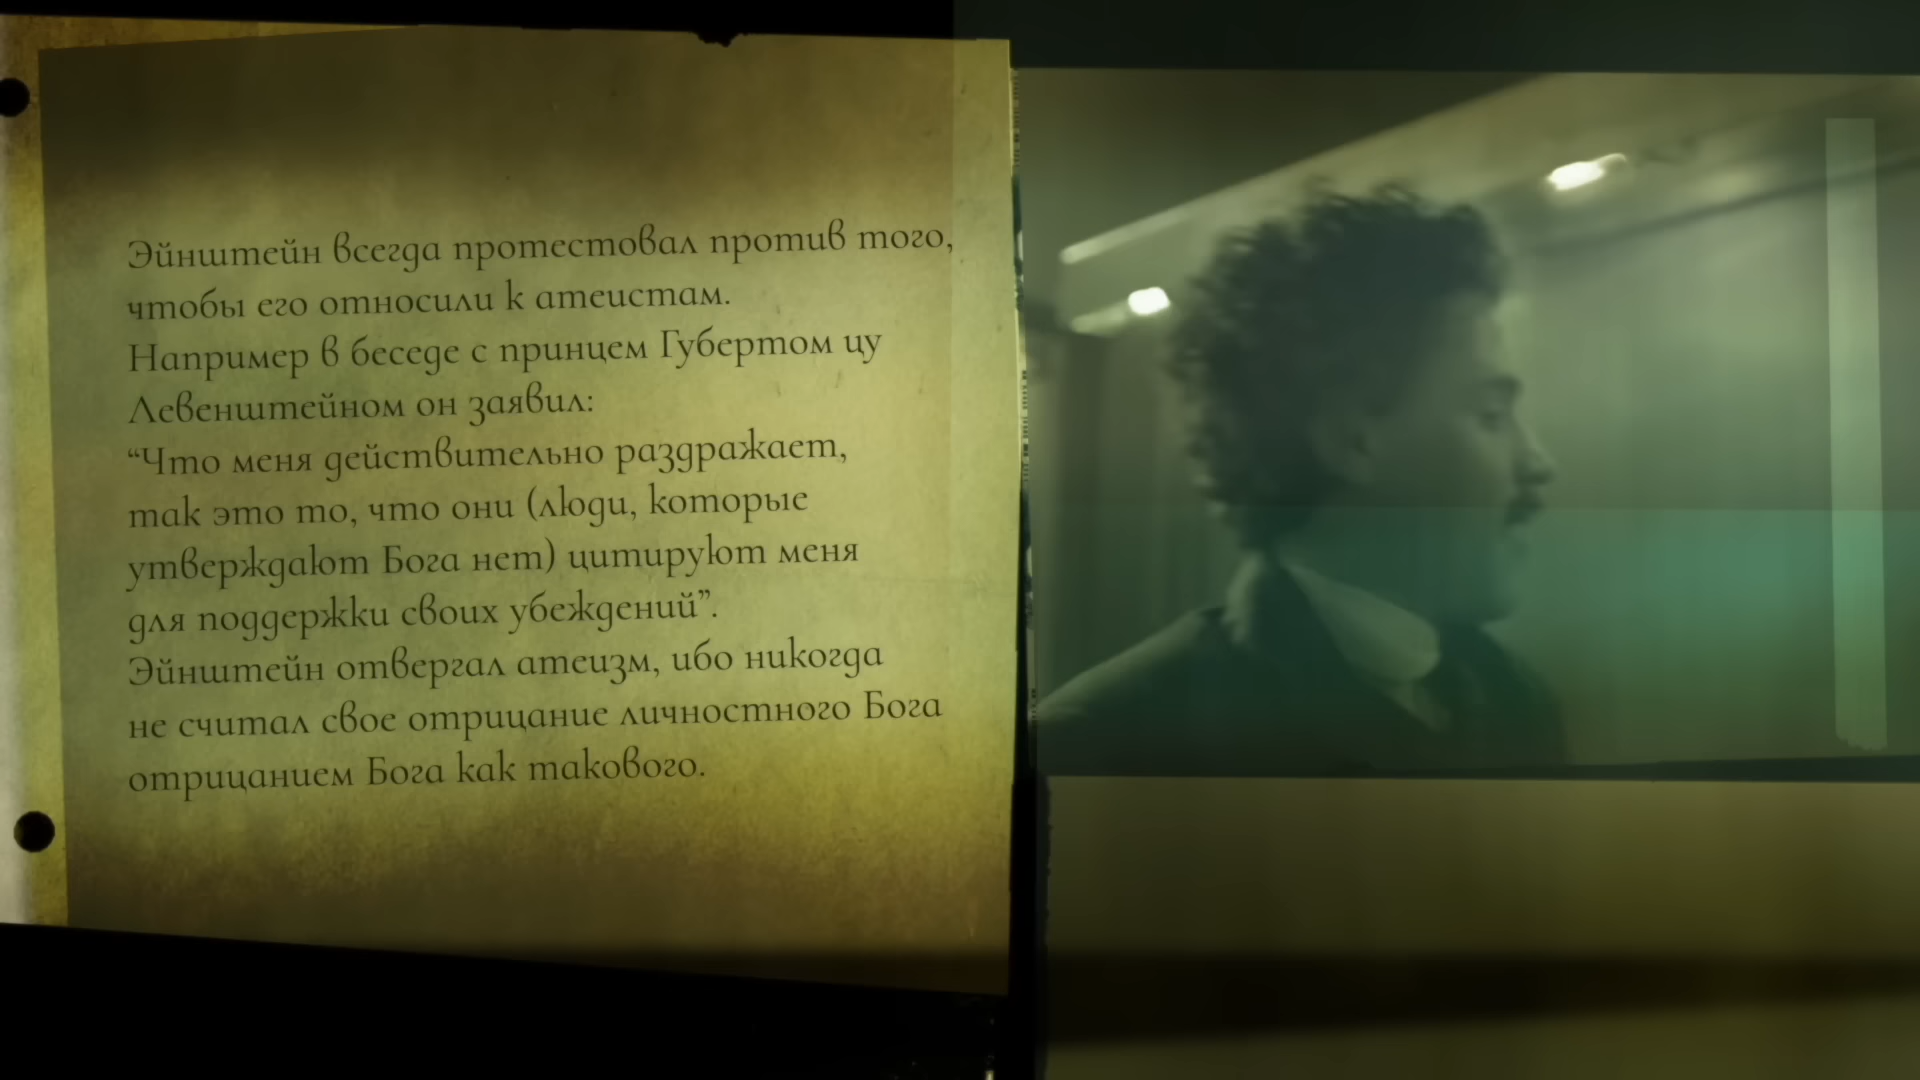 Эйнштейн всегда протестовал против того,
чтобы его относили к атеистам.
Например в беседе с принцем Губертом цу
Левенштейном он заявил:
“Что меня действительно раздражает,
так это то, что они (люди, которые
утверждают Бога нет) цитируют меня
для поддержки своих убеждений”.
Эйнштейн отвергал атеизм, ибо никогда
не считал свое отрицание личностного Бога
отрицанием Бога как такового.